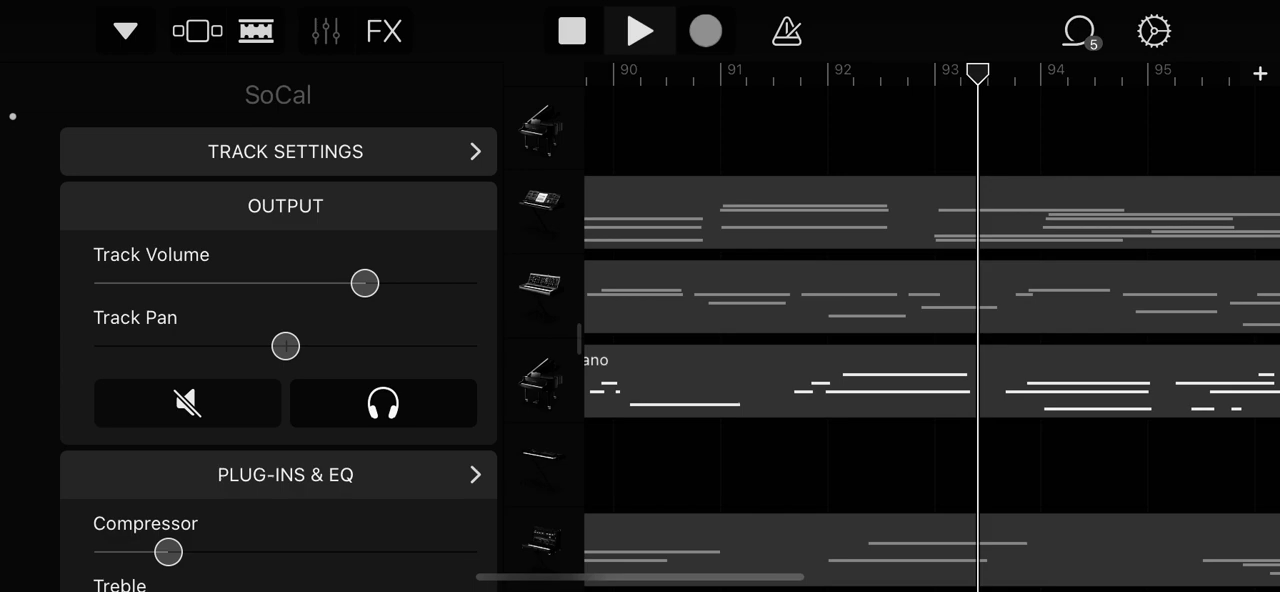 FX
5
90 91 92 93 94 95
SoCal
TRACK SETTINGS
OUTPUT
Track Volume
Track Pan
ano
PLUG-INS & EQ
Compressor
Treble